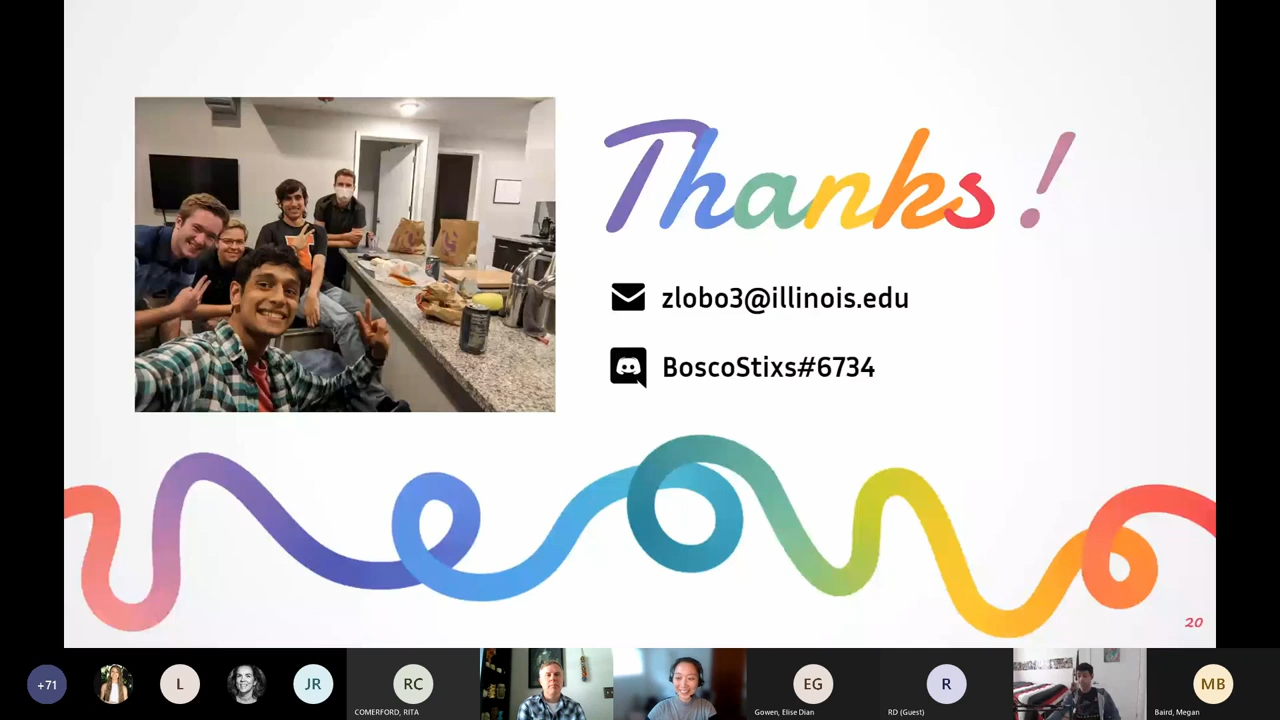 Thanks!
zlobo3@illinois.edu
BoscoStixs#6734
20
+71
L
JR
RC
COMERFORD, RITA
EG
Gowen, Elise Dian
R
RD (Guest)
MB
Baird, Megan